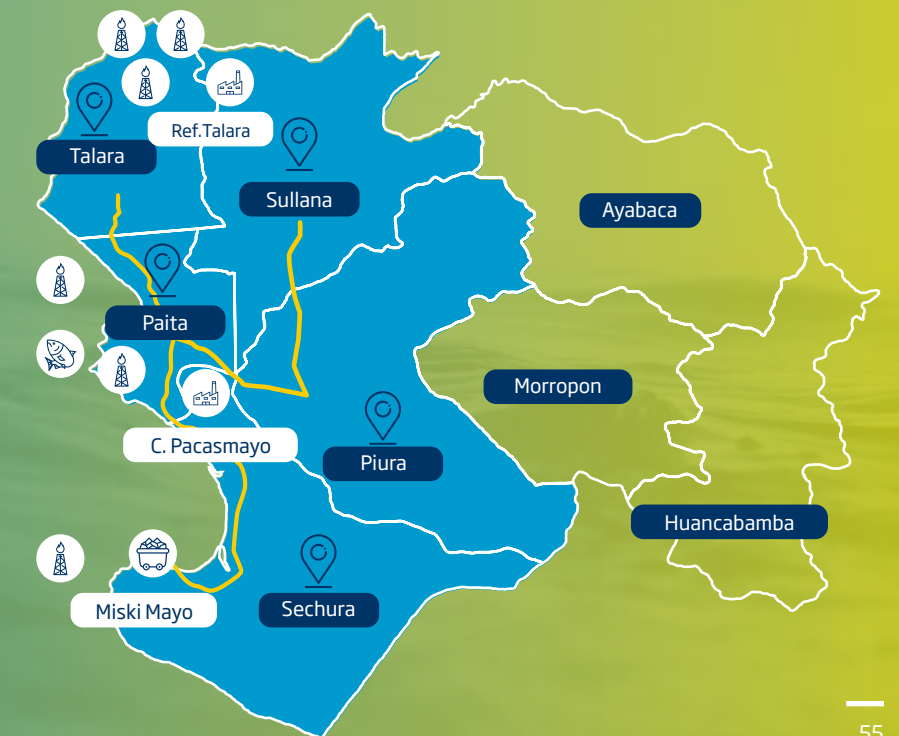 Ref.Talara
Talara
Sullana
Ayabaca
Paita
Morropon
C. Pacasmayo
Piura
Huancabamba
Miski Mayo
Sechura
55